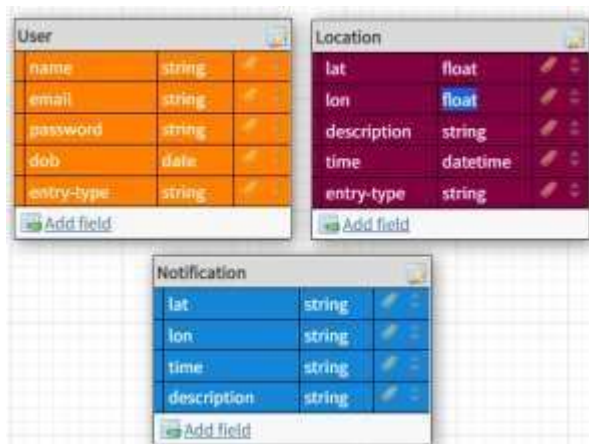 User
name string
email string
password string
dob date
entry-type string
Add field
Location
lat float
lon float
description string
time datetime
entry-type string
Add field
Notification
lat string
lon string
time string
description string
Add field